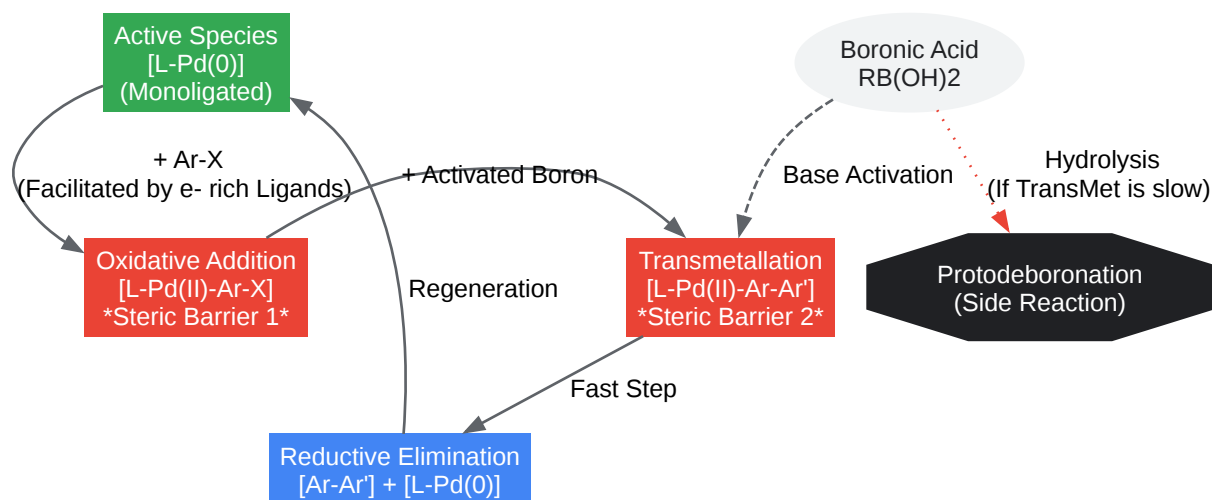 Active Species
[L-Pd(0)]
(Monoligated)
Boronic Acid
RB(OH)2
+ Ar-X
(Facilitated by e- rich Ligands)
+ Activated Boron
Base Activation
Hydrolysis
(If TransMet is slow)
Oxidative Addition
[L-Pd(II)-Ar-X]
*Steric Barrier 1*
Regeneration
Transmetallation
[L-Pd(II)-Ar-Ar']
*Steric Barrier 2*
Protodeboronation
(Side Reaction)
Fast Step
Reductive Elimination
[Ar-Ar'] + [L-Pd(0)]